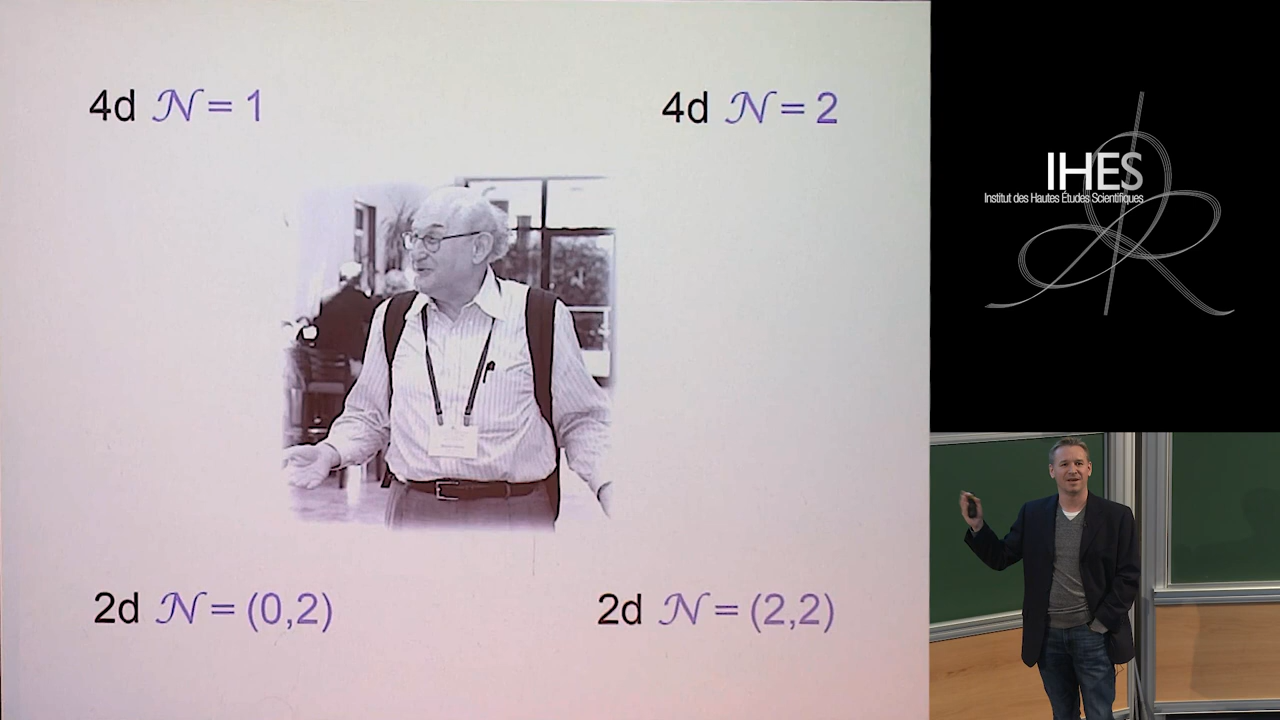 4d 𝒩 = 1
4d 𝒩 = 2
2d 𝒩 = (0,2)
2d 𝒩 = (2,2)
IHES
Institut des Hautes Études Scientifiques